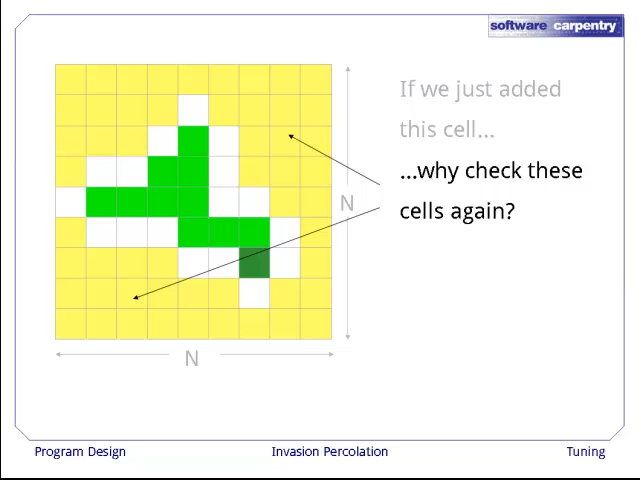 software carpentry
If we just added
this cell...
...why check these
cells again?
N
N
Program Design
Invasion Percolation
Tuning